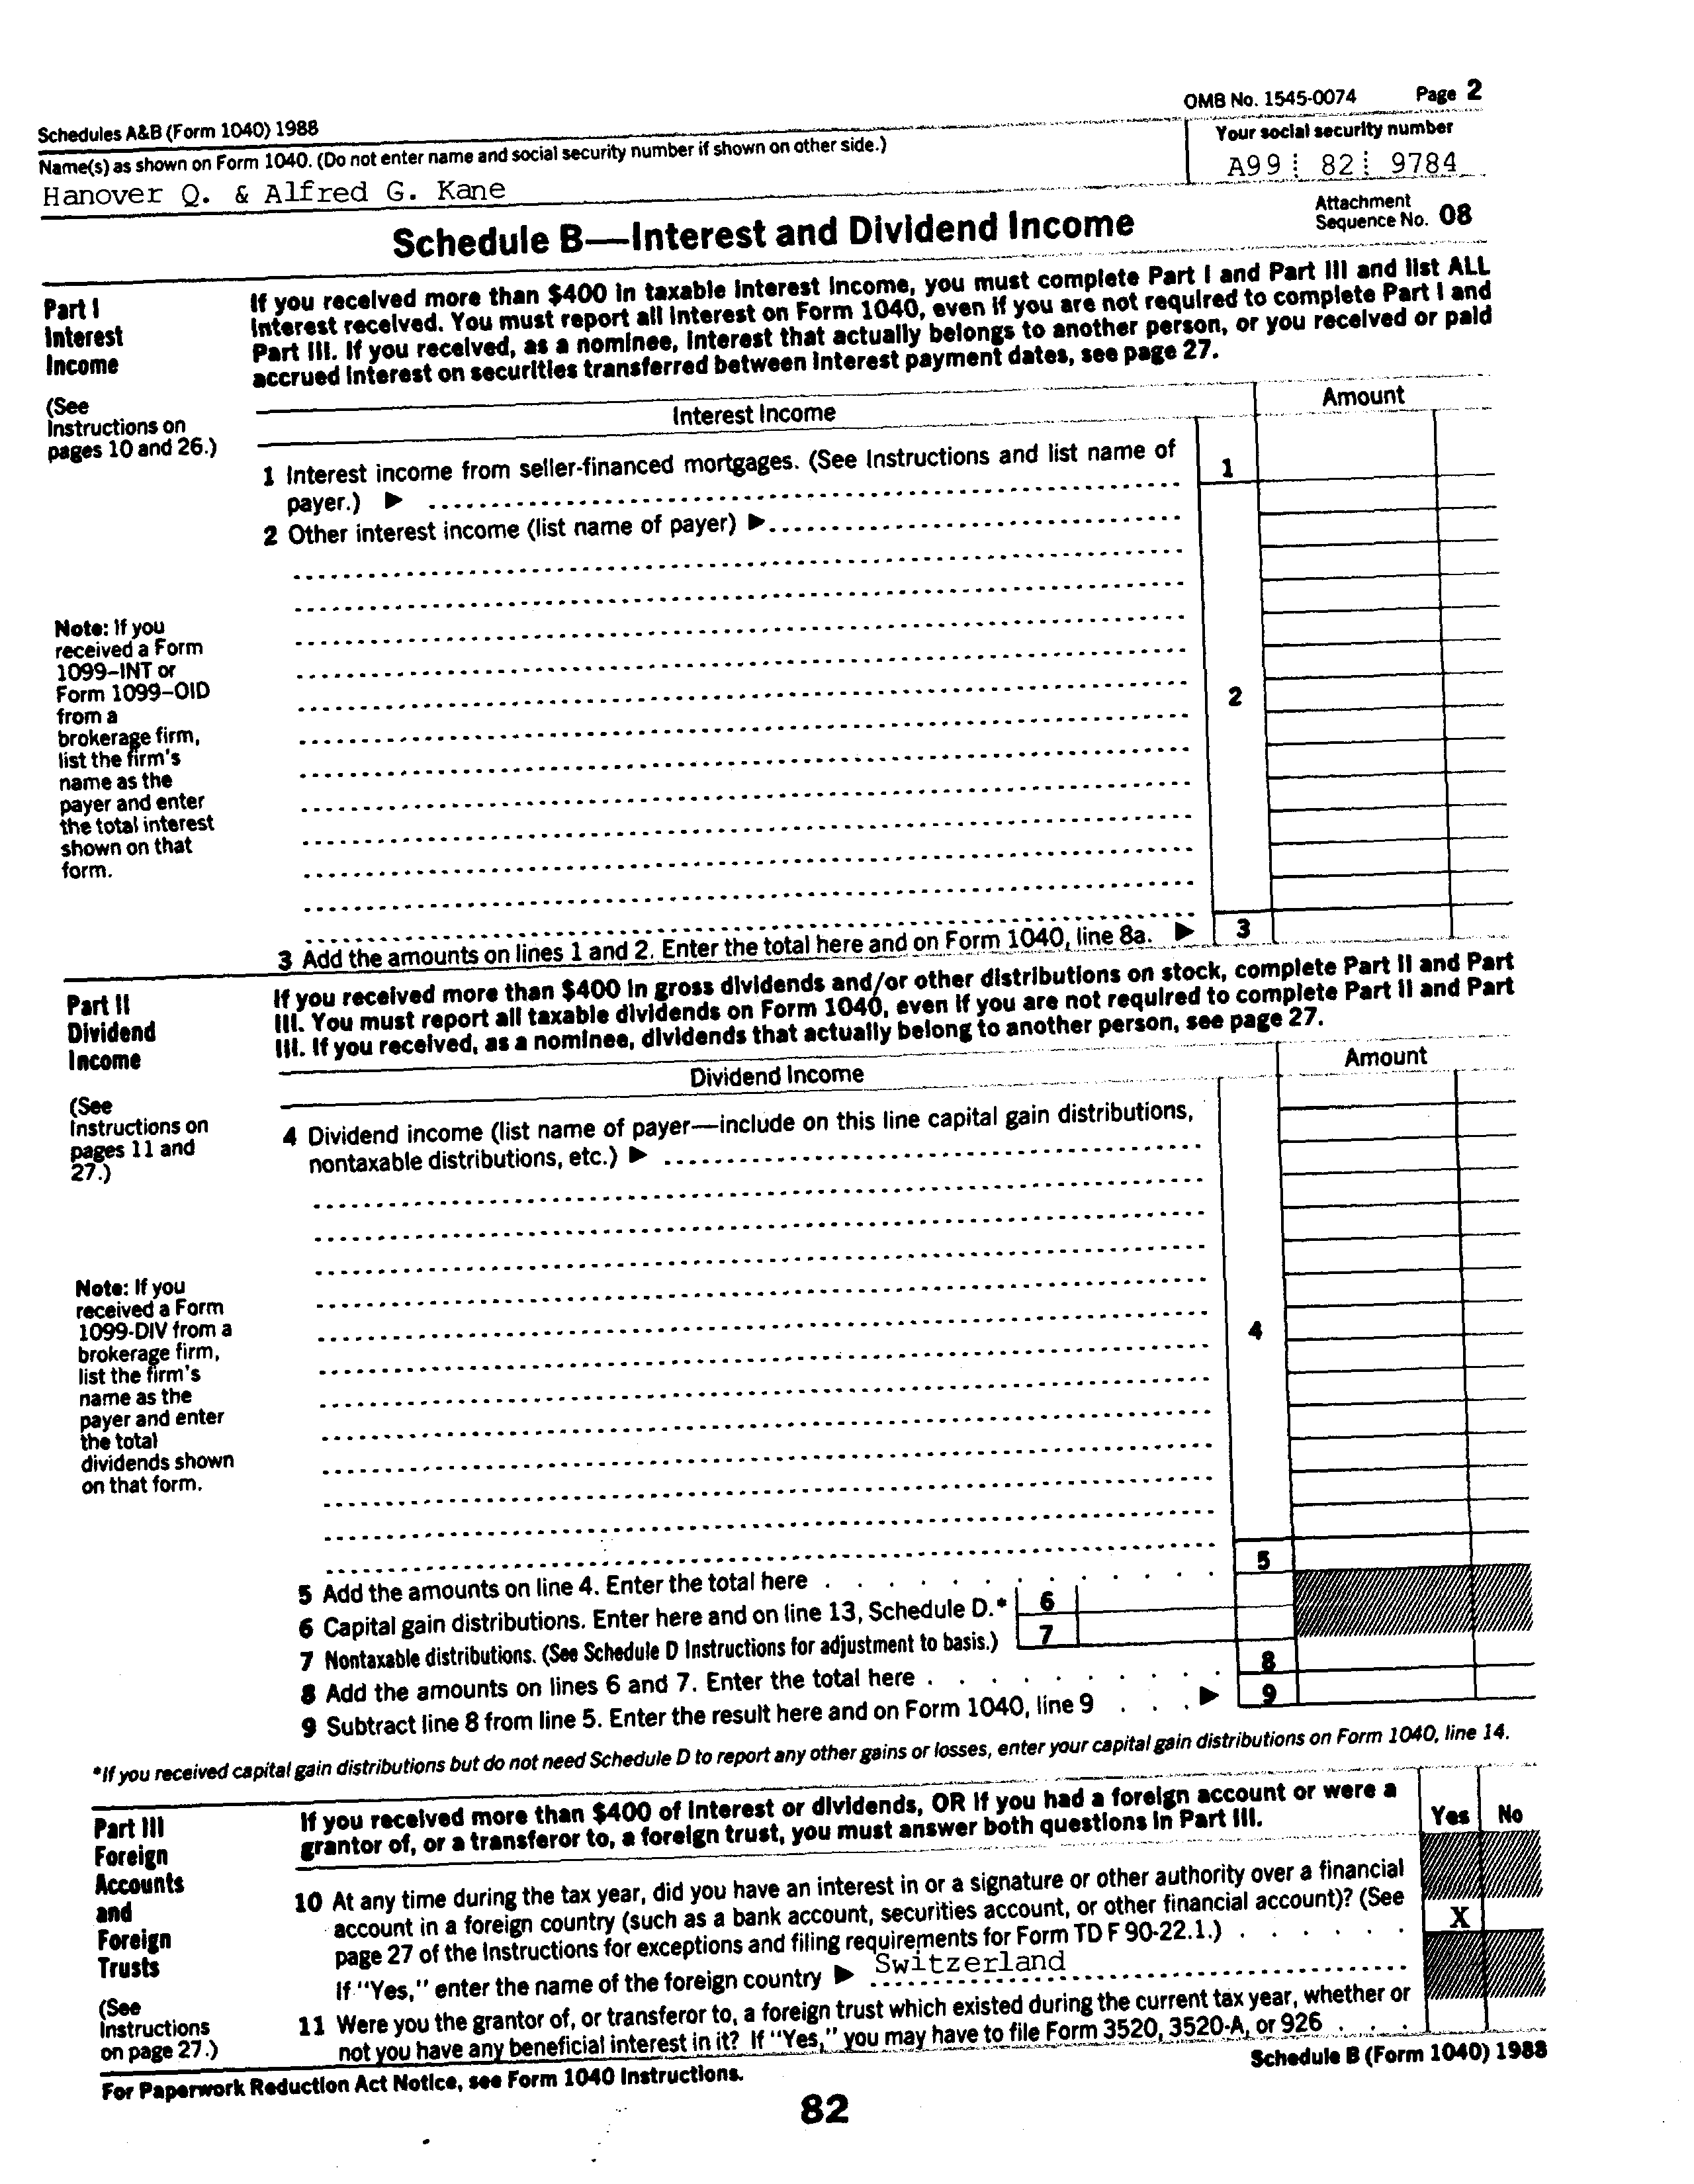 OMB No. 1545-0074 Page 2
Schedules A&B (Form 1040) 1988
Name(s) as shown on Form 1040. (Do not enter name and social security number if shown on other side.)
Your social security number
Hanover Q. & Alfred G. Kane
A99 82 9784
Schedule B—Interest and Dividend Income
Attachment
Sequence No. 08
Part I
Interest
Income
(See
Instructions on
pages 10 and 26.)
If you received more than $400 in taxable interest income, you must complete Part I and Part III and list ALL
interest received. You must report all interest on Form 1040, even if you are not required to complete Part I and
Part III. If you received, as a nominee, interest that actually belongs to another person, or you received or paid
accrued interest on securities transferred between interest payment dates, see page 27.
Interest Income
Amount
1 Interest income from seller-financed mortgages. (See Instructions and list name of
payer.) ▶
1
2 Other interest income (list name of payer) ▶
Note: If you
received a Form
1099–INT or
Form 1099–OID
from a
brokerage firm,
list the firm's
name as the
payer and enter
the total interest
shown on that
form.
2
3 Add the amounts on lines 1 and 2. Enter the total here and on Form 1040, line 8a. ▶ 3
Part II
Dividend
Income
(See
Instructions on
pages 11 and
27.)
If you received more than $400 in gross dividends and/or other distributions on stock, complete Part II and Part
III. You must report all taxable dividends on Form 1040, even if you are not required to complete Part II and Part
III. If you received, as a nominee, dividends that actually belong to another person, see page 27.
Dividend Income
Amount
4 Dividend income (list name of payer—include on this line capital gain distributions,
nontaxable distributions, etc.) ▶
Note: If you
received a Form
1099-DIV from a
brokerage firm,
list the firm's
name as the
payer and enter
the total
dividends shown
on that form.
4
5 Add the amounts on line 4. Enter the total here . . . . . . . . . . . . 5
6 Capital gain distributions. Enter here and on line 13, Schedule D.* 6
7 Nontaxable distributions. (See Schedule D Instructions for adjustment to basis.) 7
8 Add the amounts on lines 6 and 7. Enter the total here . . . . . . . . . 8
9 Subtract line 8 from line 5. Enter the result here and on Form 1040, line 9 . . . ▶ 9
*If you received capital gain distributions but do not need Schedule D to report any other gains or losses, enter your capital gain distributions on Form 1040, line 14.
Part III
Foreign
Accounts
and
Foreign
Trusts
(See
Instructions
on page 27.)
If you received more than $400 of interest or dividends, OR if you had a foreign account or were a
grantor of, or a transferor to, a foreign trust, you must answer both questions in Part III.
Yes No
10 At any time during the tax year, did you have an interest in or a signature or other authority over a financial
account in a foreign country (such as a bank account, securities account, or other financial account)? (See
page 27 of the Instructions for exceptions and filing requirements for Form TD F 90-22.1.) . . . . . . X
If "Yes," enter the name of the foreign country ▶ Switzerland
11 Were you the grantor of, or transferor to, a foreign trust which existed during the current tax year, whether or
not you have any beneficial interest in it? If "Yes," you may have to file Form 3520, 3520-A, or 926 . . .
For Paperwork Reduction Act Notice, see Form 1040 Instructions.
Schedule B (Form 1040) 1988
82